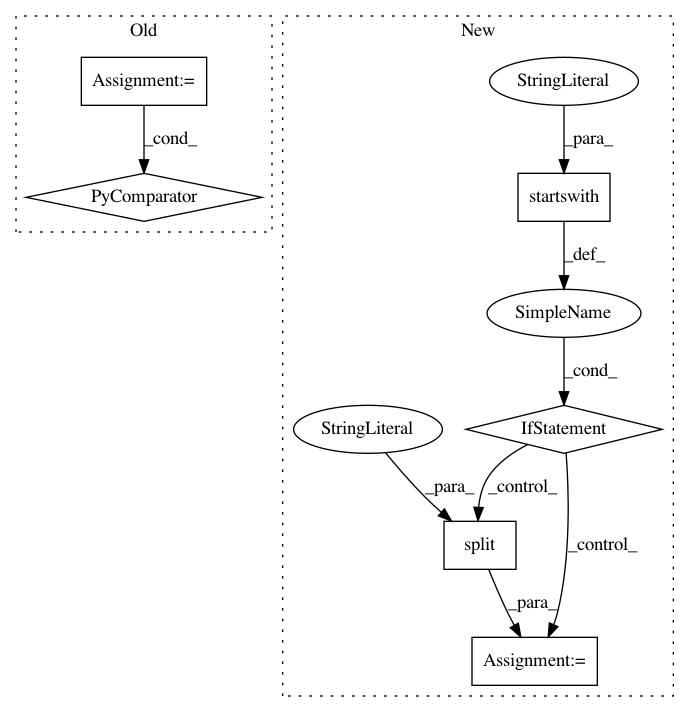 Old
New
Assignment:=
StringLiteral
_cond_
_para_
PyComparator
startswith
_def_
SimpleName
_cond_
StringLiteral
IfStatement
_para_
_control_
split
_control_
_para_
Assignment:=